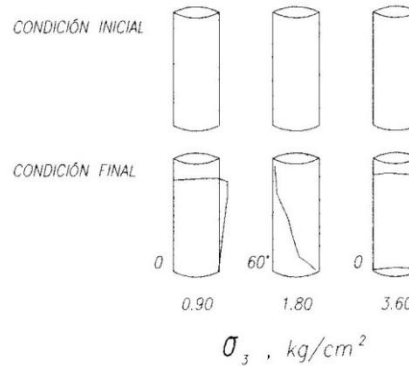 CONDICIÓN INICIAL
CONDICIÓN FINAL
0 60° 0
0.90 1.80 3.60
σ₃ , kg/cm²